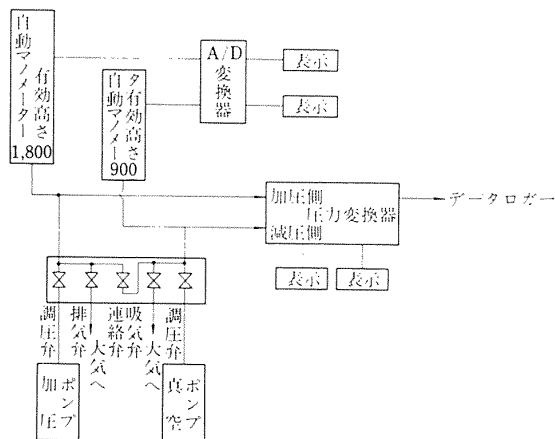 自動マノメーター
有効高さ
1,800
自動マノメー
タ有効高さ
900
A/D
変換器
表示
表示
加圧側
圧力変換器
減圧側
データロガー
表示
表示
調圧弁
排気弁
大気へ
連絡弁
吸気弁
大気へ
調圧弁
加圧
ポンプ
真空
ポンプ